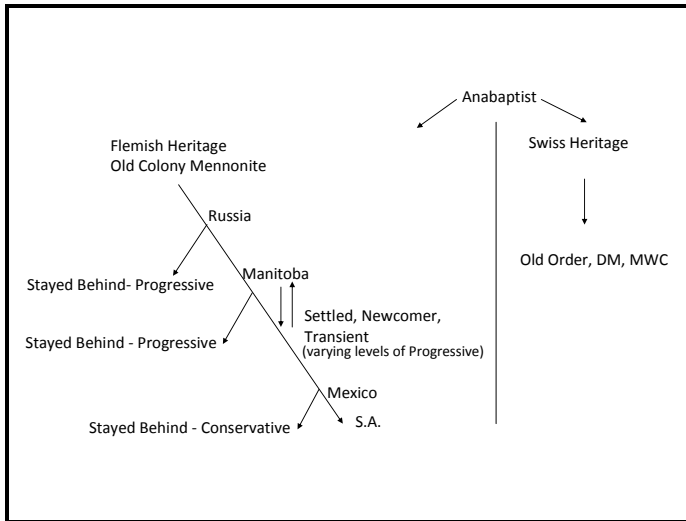 Anabaptist
Flemish Heritage
Old Colony Mennonite
Swiss Heritage
Russia
Old Order, DM, MWC
Manitoba
Stayed Behind- Progressive
Settled, Newcomer,
Transient
(varying levels of Progressive)
Stayed Behind - Progressive
Mexico
S.A.
Stayed Behind - Conservative